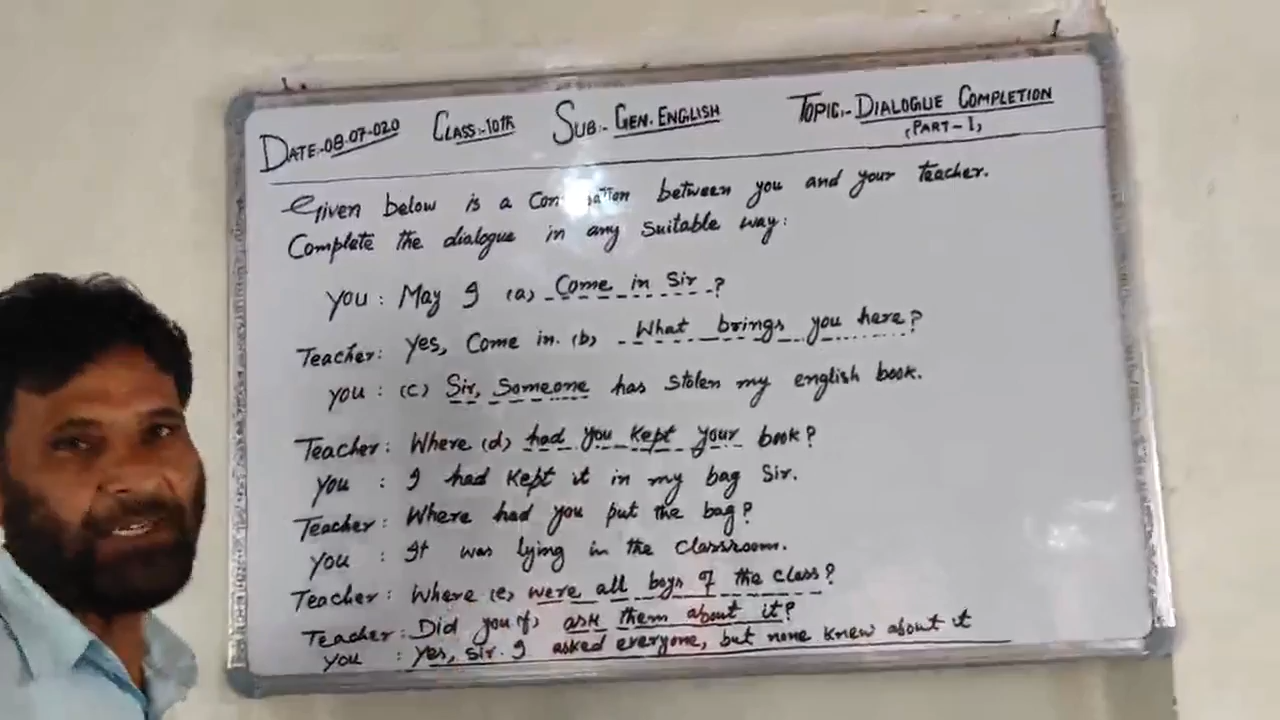 DATE:-08-07-020 CLASS:-10th SUB:- GEN. ENGLISH TOPIC:- DIALOGUE COMPLETION
(PART-I)
Given below is a between you and your teacher.
Complete the dialogue in any suitable way:
You : May I (a) Come in Sir ?
Teacher: Yes, Come in. (b) What brings you here?
You : (c) Sir, Someone has stolen my english book.
Teacher: Where (d) had you kept your book?
You : I had kept it in my bag Sir.
Teacher: Where had you put the bag?
You : It was lying in the classroom.
Teacher: Where (e) were all boys of the class?
Teacher: Did you (f) ask them about it?
You : Yes, Sir. I asked everyone, but none knew about it